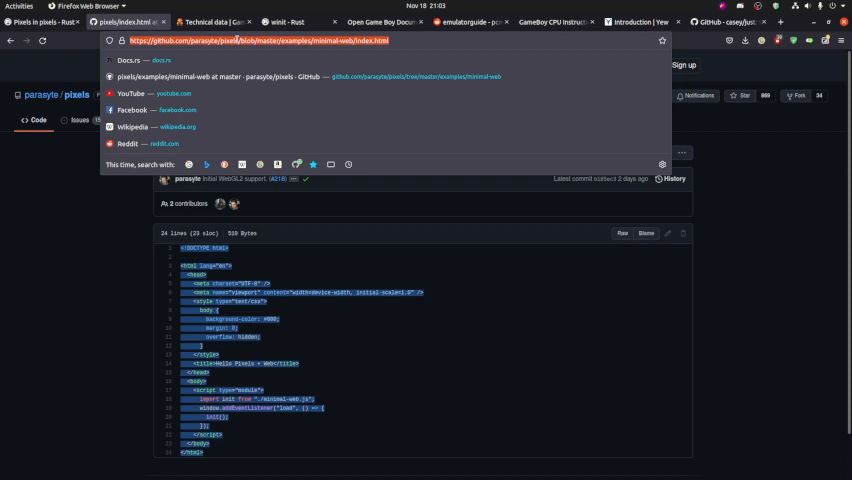 Activities
Firefox Web Browser
Nov 18 21:03
Pixels in pixels - Rust
pixels/index.html at
Technical data | Gam
winit - Rust
Open Game Boy Docum
emulatorguide - pc
GameBoy CPU Instructi
Introduction | Yew
GitHub - casey/just:
https://github.com/parasyte/pixels/blob/master/examples/minimal-web/index.html
Docs.rs — docs.rs
pixels/examples/minimal-web at master · parasyte/pixels · GitHub — github.com/parasyte/pixels/tree/master/examples/minimal-web
YouTube — youtube.com
Facebook — facebook.com
Wikipedia — wikipedia.org
Reddit — reddit.com
This time, search with:
Sign up
parasyte / pixels
Notifications
Star 869
Fork 34
Code
Issues
parasyte Initial WebGL2 support. (#218)
Latest commit
2 days ago
History
2 contributors
24 lines (23 sloc) 519 Bytes
Raw
Blame
1 <!DOCTYPE html>
2
3 <html lang="en">
4 <head>
5 <meta charset="UTF-8" />
6 <meta name="viewport" content="width=device-width, initial-scale=1.0" />
7 <style type="text/css">
8 body {
9 background-color: #000;
10 margin: 0;
11 overflow: hidden;
12 }
13 </style>
14 <title>Hello Pixels + Web</title>
15 </head>
16 <body>
17 <script type="module">
18 import init from "./minimal-web.js";
19 window.addEventListener("load", () => {
20 init();
21 });
22 </script>
23 </body>
24 </html>